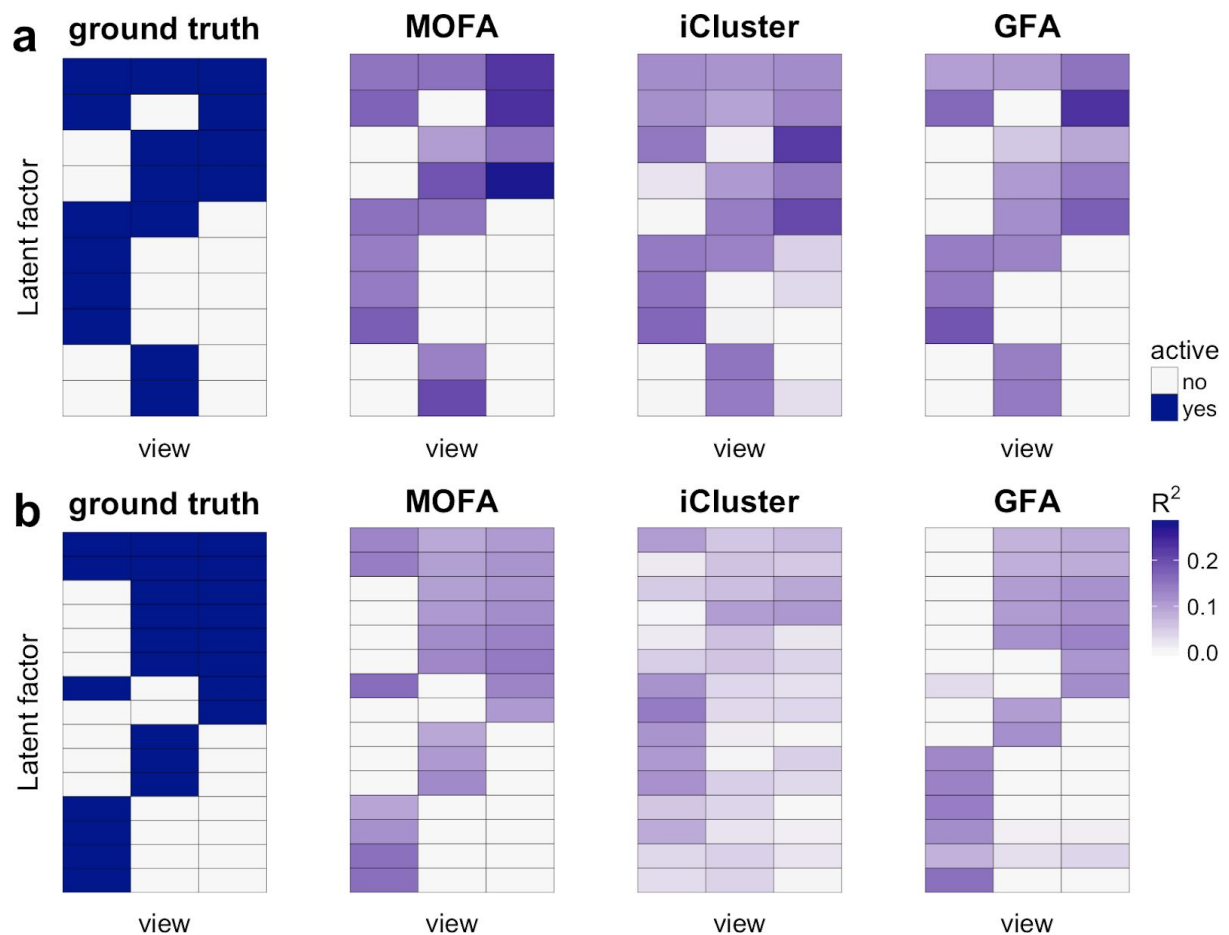 a
ground truth
MOFA
iCluster
GFA
Latent factor
active
no
yes
view
view
view
view
b
ground truth
MOFA
iCluster
GFA
R²
0.2
0.1
0.0
Latent factor
view
view
view
view